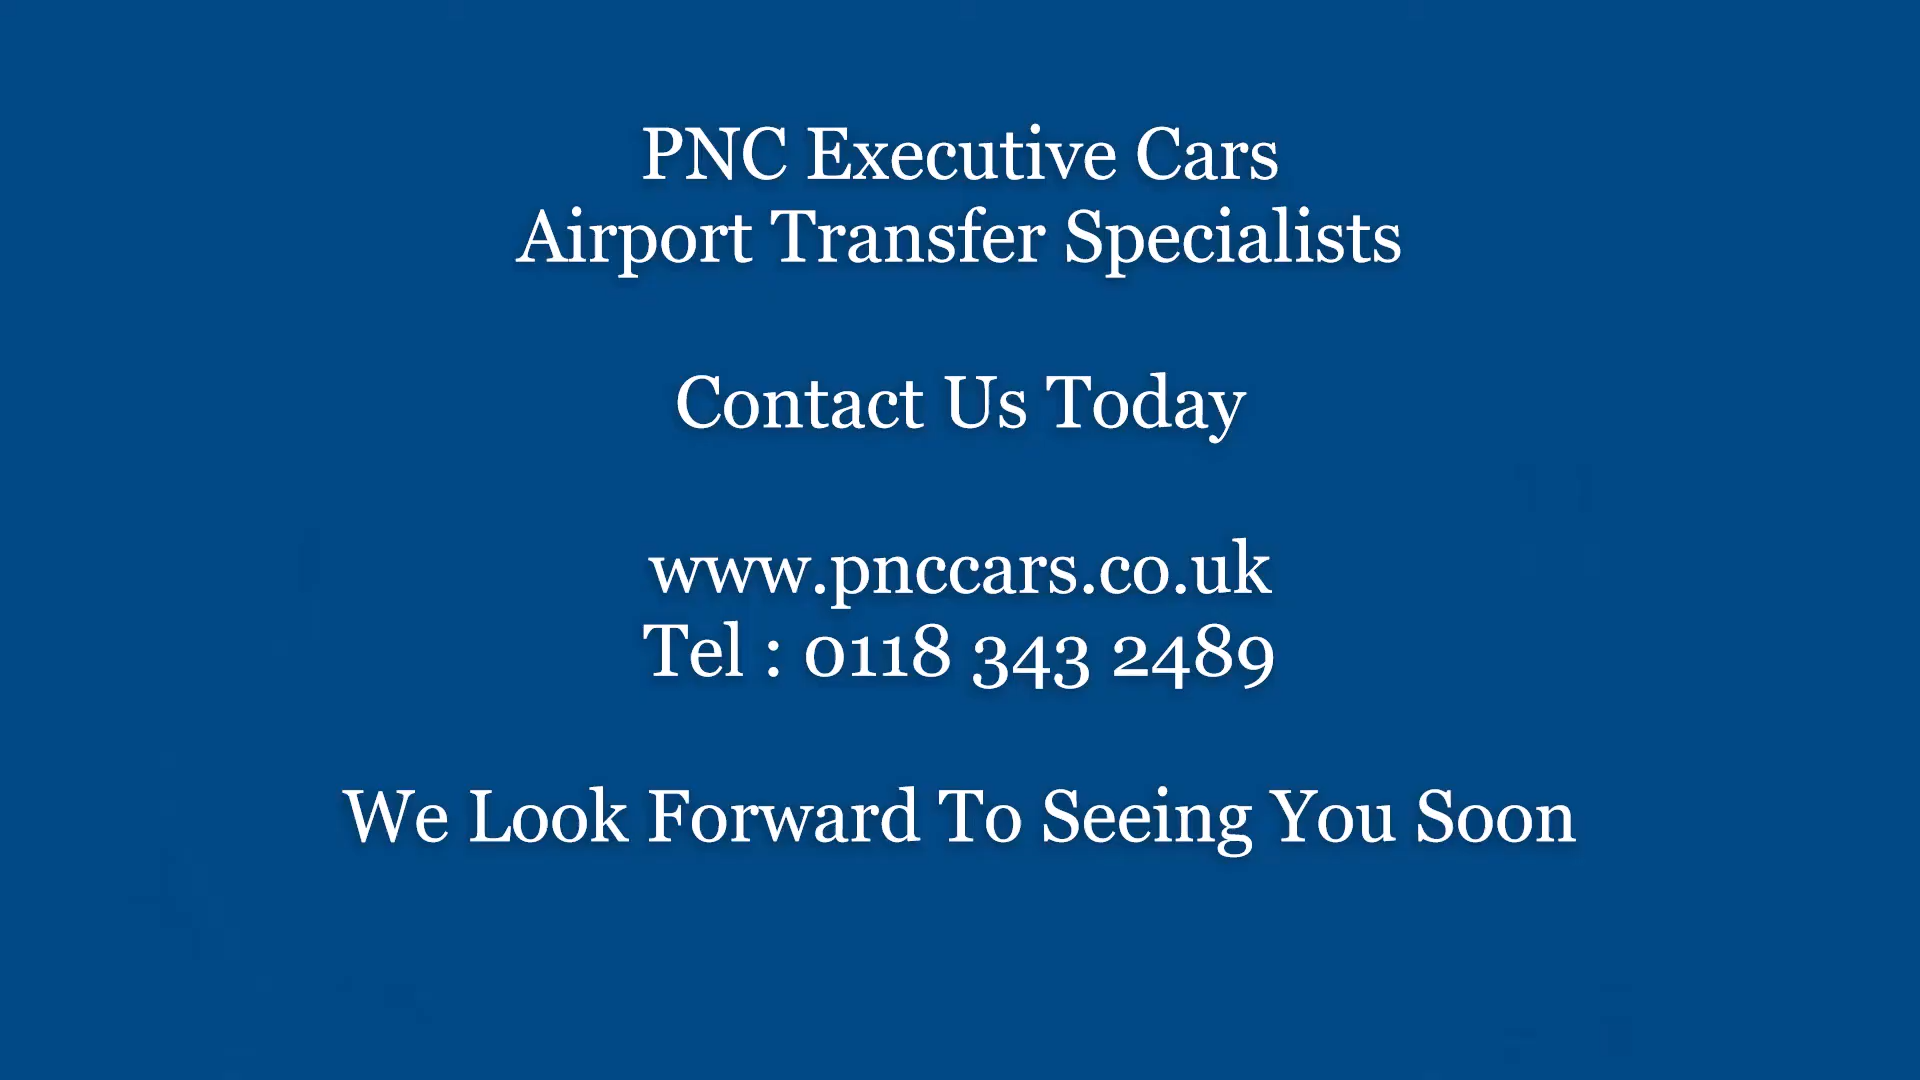 PNC Executive Cars
Airport Transfer Specialists
Contact Us Today
www.pnccars.co.uk
Tel : 0118 343 2489
We Look Forward To Seeing You Soon